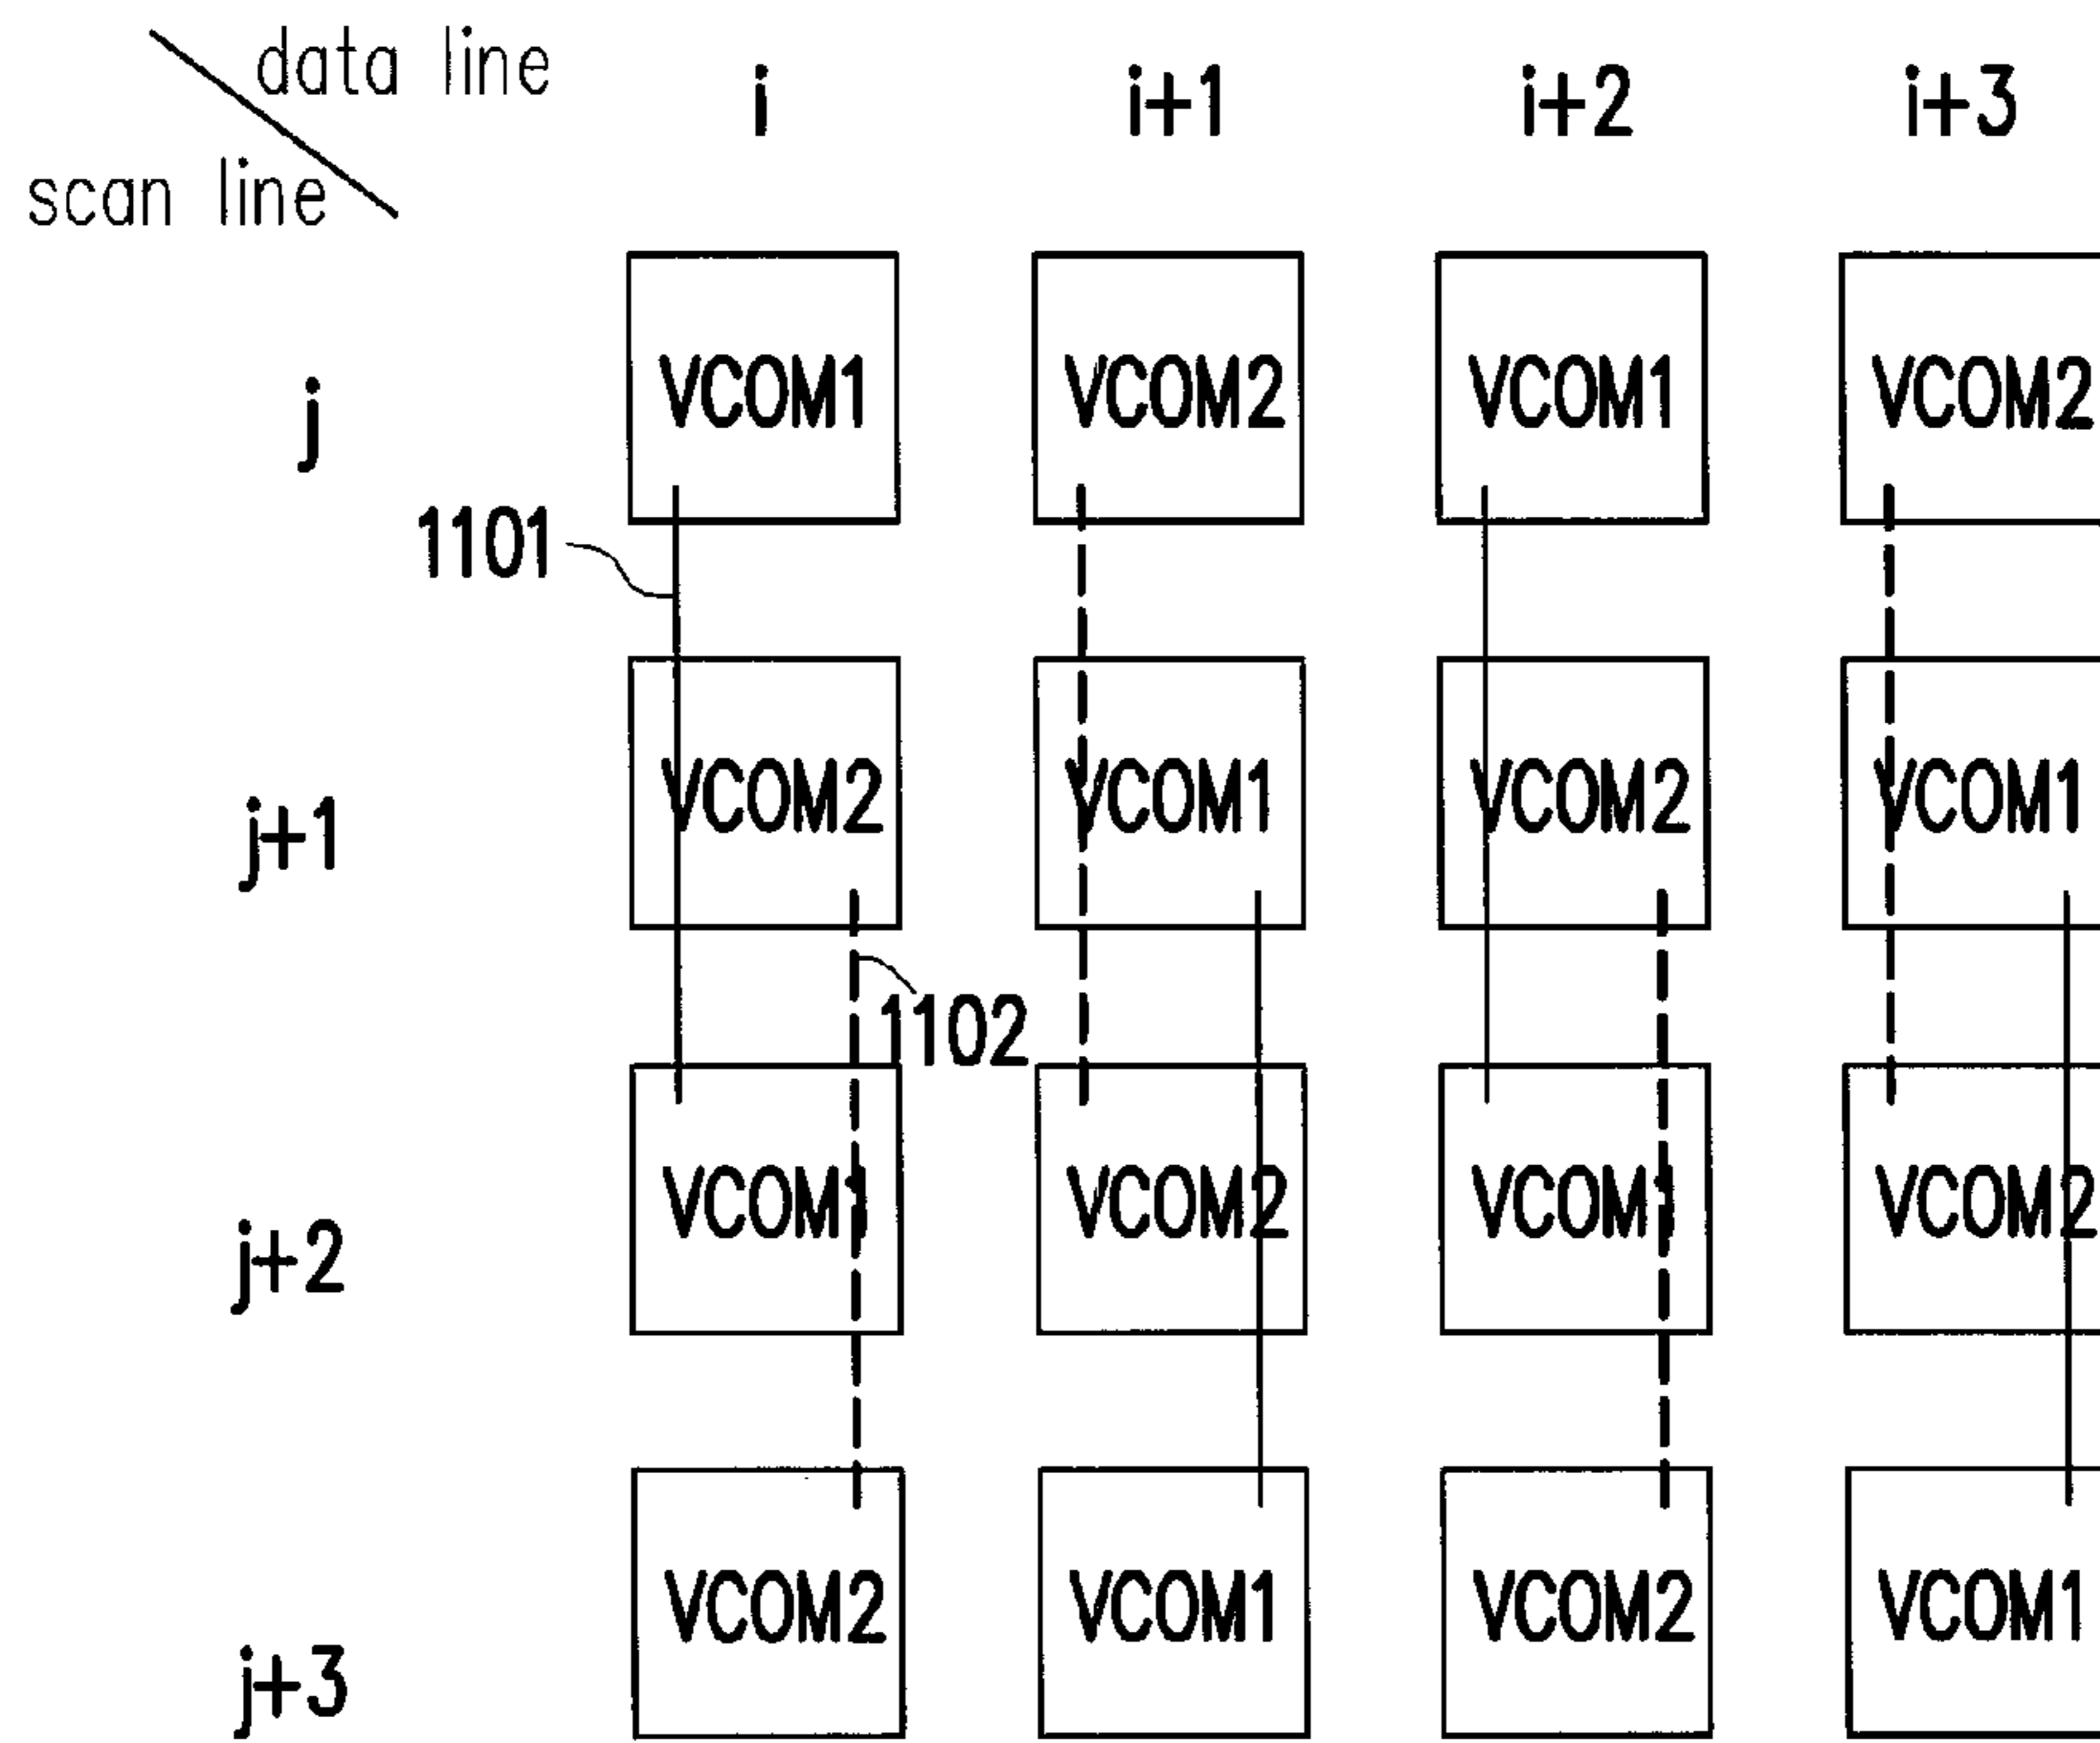 data line
scan line
i i+1 i+2 i+3
j VCOM1 VCOM2 VCOM1 VCOM2
1101
j+1 VCOM2 VCOM1 VCOM2 VCOM1
1102
j+2 VCOM1 VCOM2 VCOM1 VCOM2
j+3 VCOM2 VCOM1 VCOM2 VCOM1